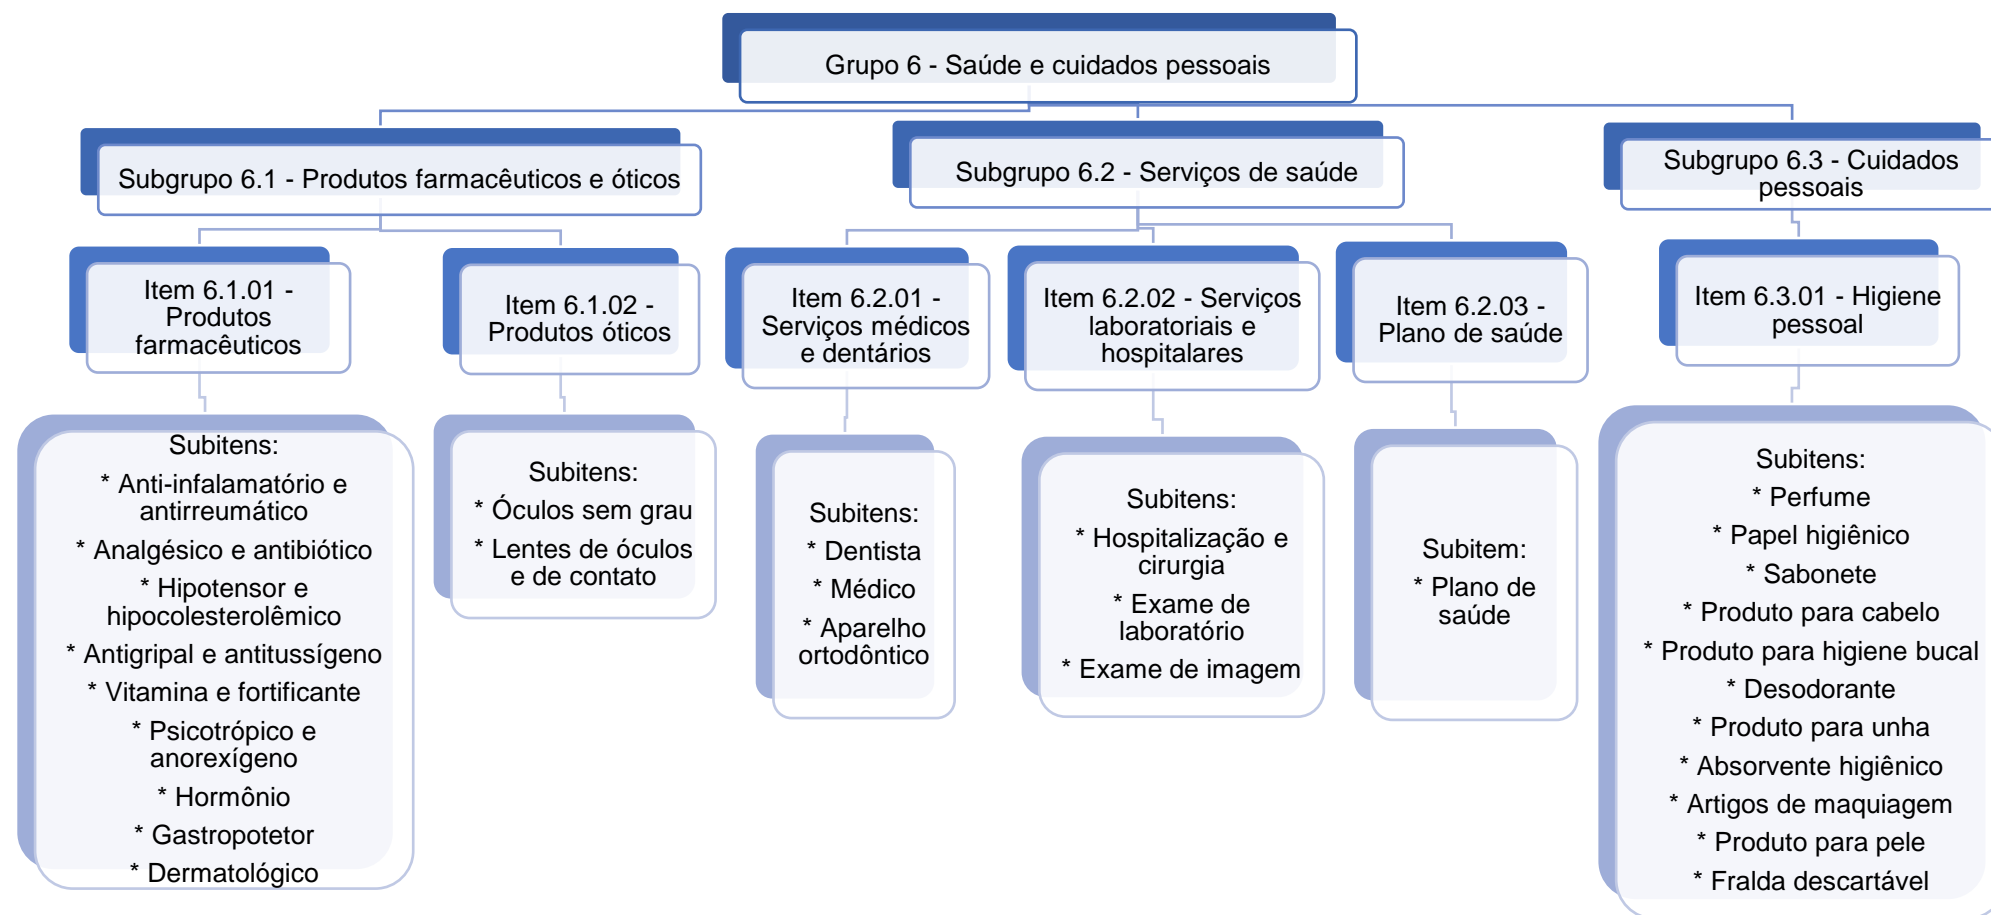 Grupo 6 - Saúde e cuidados pessoais
Subgrupo 6.1 - Produtos farmacêuticos e óticos
Subgrupo 6.2 - Serviços de saúde
Subgrupo 6.3 - Cuidados
pessoais
Item 6.1.01 -
Produtos
farmacêuticos
Item 6.1.02 -
Produtos óticos
Item 6.2.01 -
Serviços médicos
e dentários
Item 6.2.02 - Serviços
laboratoriais e
hospitalares
Item 6.2.03 -
Plano de saúde
Item 6.3.01 - Higiene
pessoal
Subitens:
* Anti-infalamatório e
antirreumático
* Analgésico e antibiótico
* Hipotensor e
hipocolesterolêmico
* Antigripal e antitussígeno
* Vitamina e fortificante
* Psicotrópico e
anorexígeno
* Hormônio
* Gastropotetor
* Dermatológico
Subitens:
* Óculos sem grau
* Lentes de óculos
e de contato
Subitens:
* Dentista
* Médico
* Aparelho
ortodôntico
Subitens:
* Hospitalização e
cirurgia
* Exame de
laboratório
* Exame de imagem
Subitem:
* Plano de
saúde
Subitens:
* Perfume
* Papel higiênico
* Sabonete
* Produto para cabelo
* Produto para higiene bucal
* Desodorante
* Produto para unha
* Absorvente higiênico
* Artigos de maquiagem
* Produto para pele
* Fralda descartável